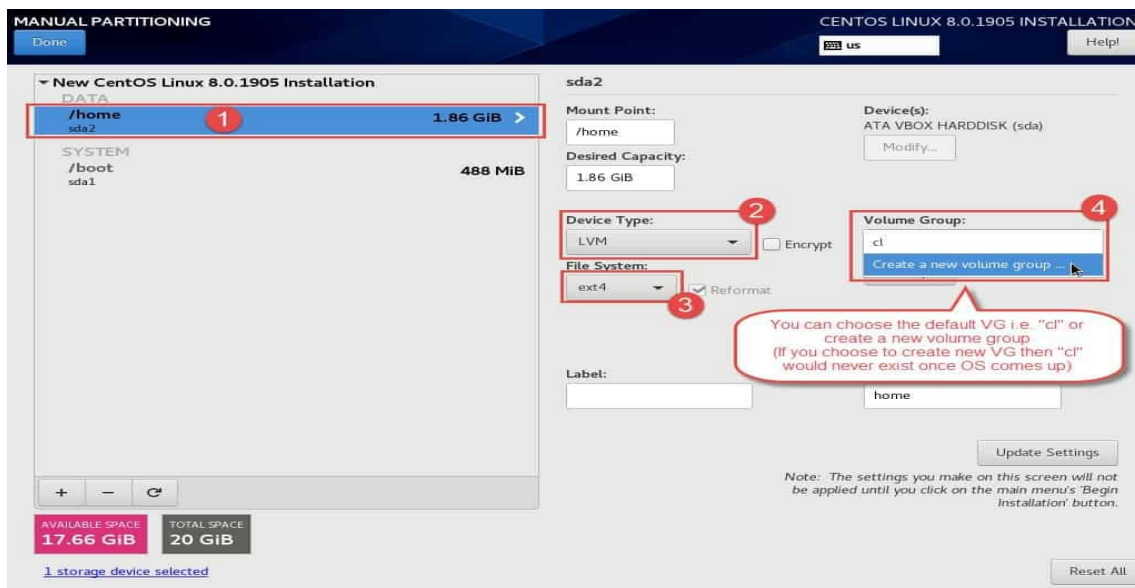 MANUAL PARTITIONING
CENTOS LINUX 8.0.1905 INSTALLATION
Done
us
Help!
New CentOS Linux 8.0.1905 Installation
DATA
/home
sda2
1
1.86 GiB
SYSTEM
/boot
sda1
488 MiB
sda2
Mount Point:
/home
Device(s):
ATA VBOX HARDDISK (sda)
Modify...
Desired Capacity:
1.86 GiB
2
4
Device Type:
LVM
Encrypt
Volume Group:
cl
Create a new volume group ...
File System:
ext4
Reformat
3
You can choose the default VG i.e. "cl" or
create a new volume group
(If you choose to create new VG then "cl"
would never exist once OS comes up)
Label:
home
Update Settings
Note: The settings you make on this screen will not
be applied until you click on the main menu's 'Begin
Installation' button.
+ −
AVAILABLE SPACE
17.66 GiB
TOTAL SPACE
20 GiB
1 storage device selected
Reset All